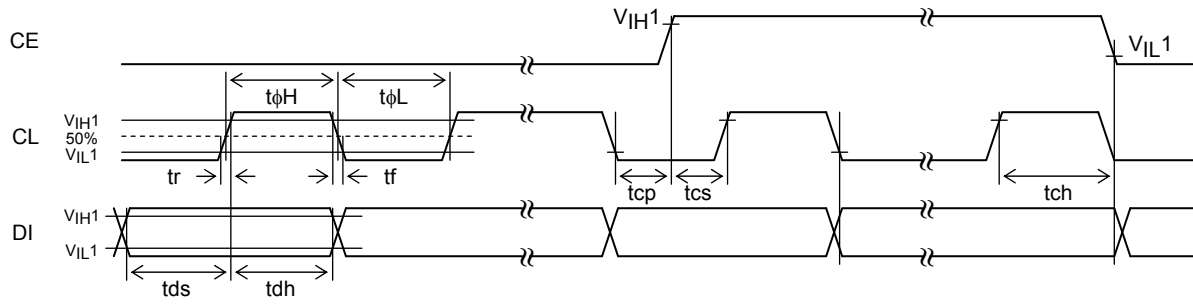 CE
VIH1
VIL1
tϕH
tϕL
CL
VIH1
50%
VIL1
tr
tf
tcp
tcs
tch
DI
VIH1
VIL1
tds
tdh